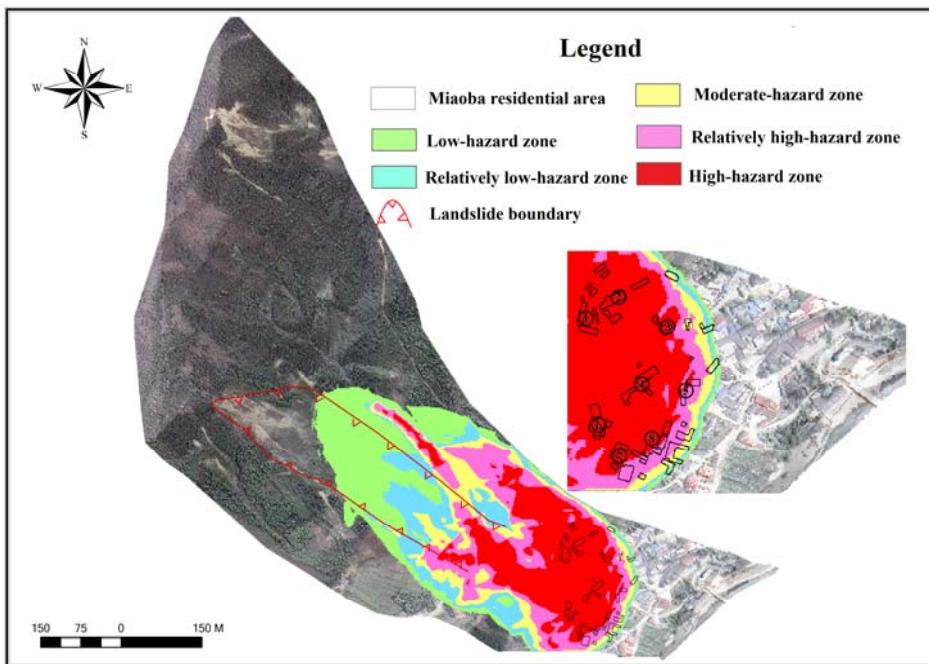 N
W E
S
Legend
Miaoba residential area
Moderate-hazard zone
Low-hazard zone
Relatively high-hazard zone
Relatively low-hazard zone
High-hazard zone
Landslide boundary
150 75 0 150 M